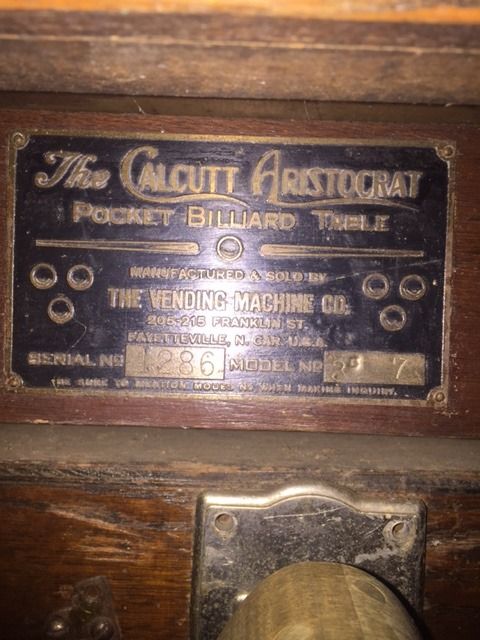 The CALCUTT ARISTOCRAT
POCKET BILLIARD TABLE
MANUFACTURED & SOLD BY
THE VENDING MACHINE CO.
205-215 FRANKLIN ST.
FAYETTEVILLE, N. CAR. U.S.A.
SERIAL NO 1286 MODEL NO 7
BE SURE TO MENTION MODEL NO. WHEN MAKING INQUIRY.